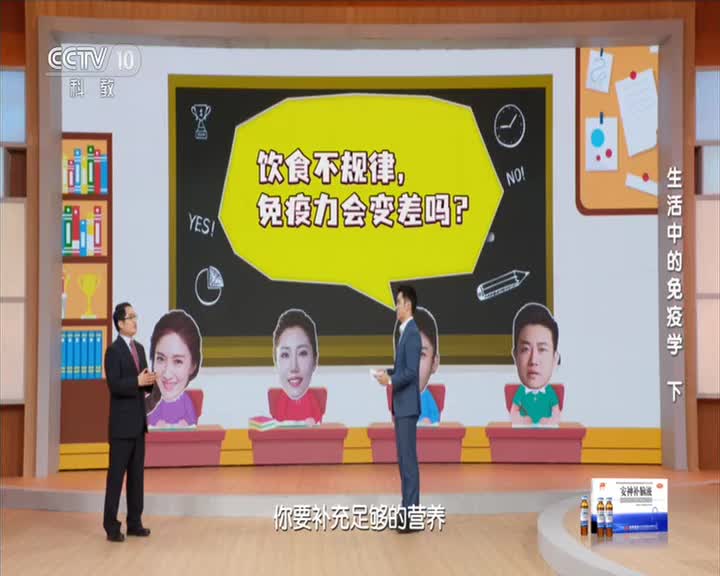 CCTV 10
科教
饮食不规律,
免疫力会变差吗?
YES!
NO!
生活中的免疫学 下
安神补脑液
你要补充足够的营养